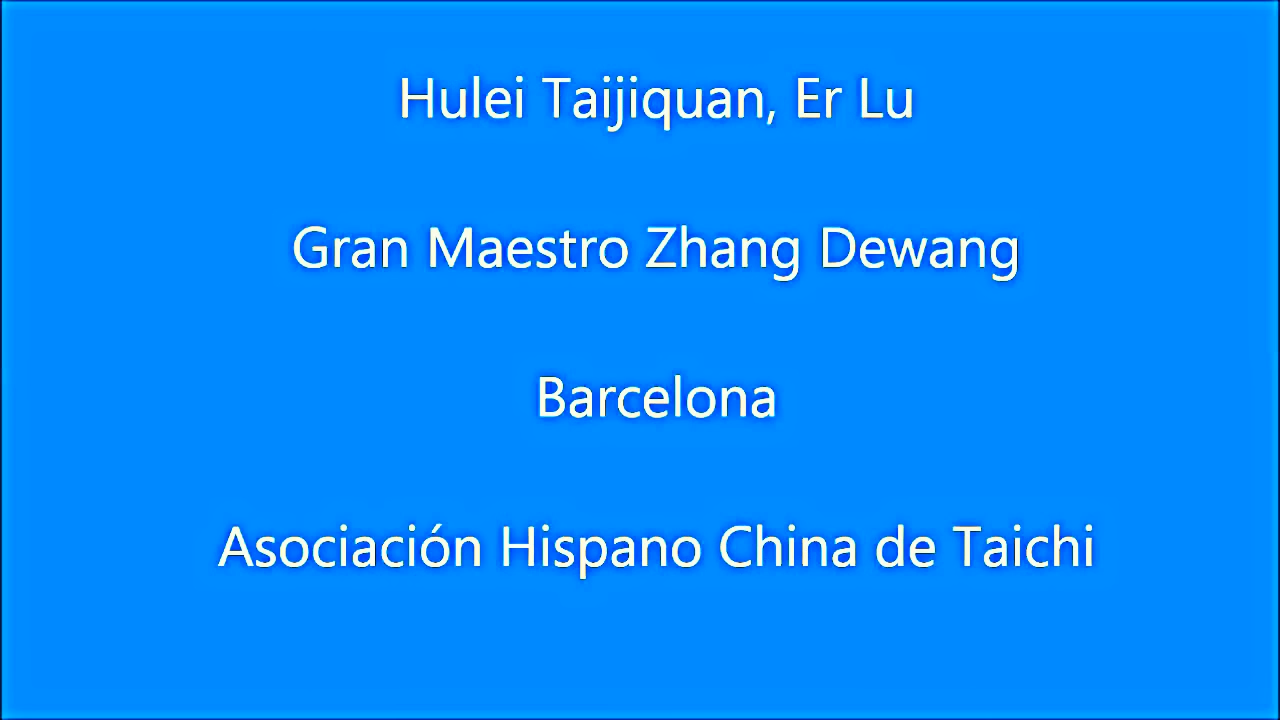 Hulei Taijiquan, Er Lu
Gran Maestro Zhang Dewang
Barcelona
Asociación Hispano China de Taichi